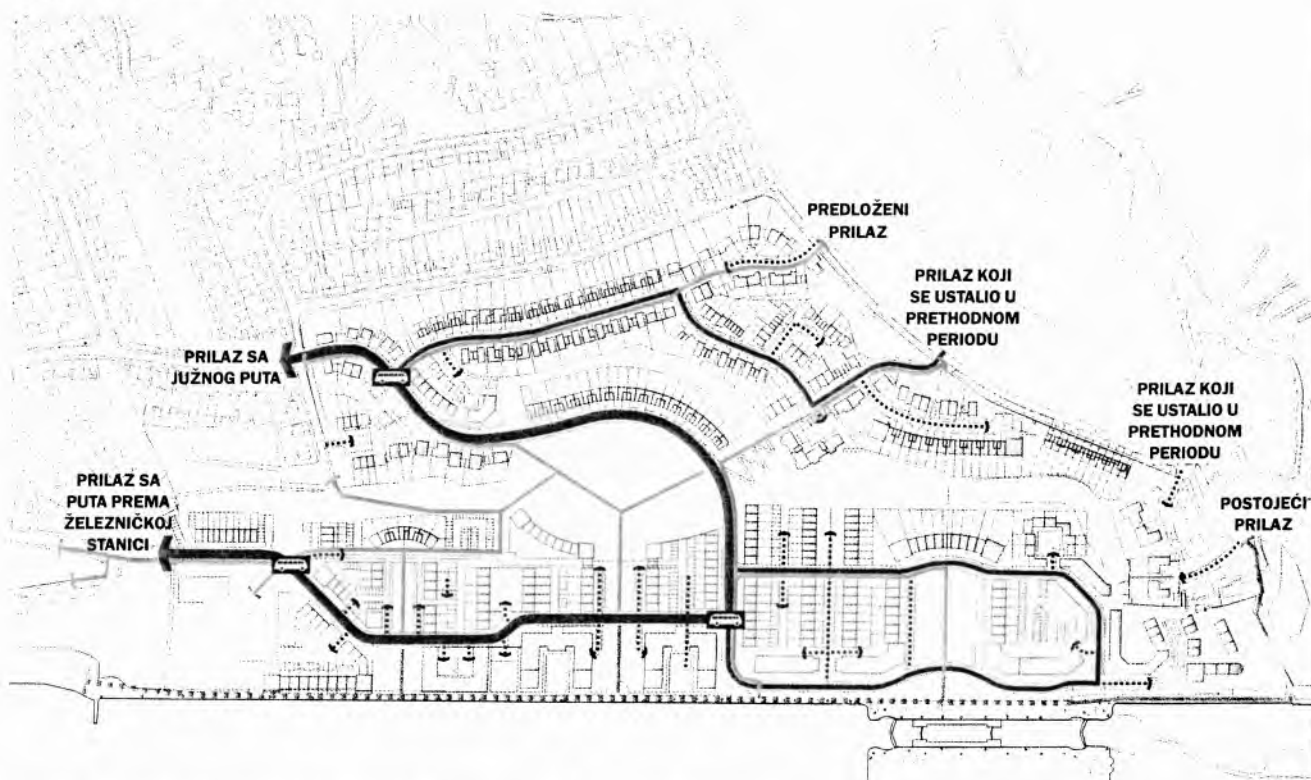 PREDLOŽENI
PRILAZ
PRILAZ KOJI
SE USTALIO U
PRETHODNOM
PERIODU
PRILAZ SA
JUŽNOG PUTA
PRILAZ KOJI
SE USTALIO U
PRETHODNOM
PERIODU
PRILAZ SA
PUTA PREMA
ŽELEZNIČKOJ
STANICI
POSTOJEĆI
PRILAZ